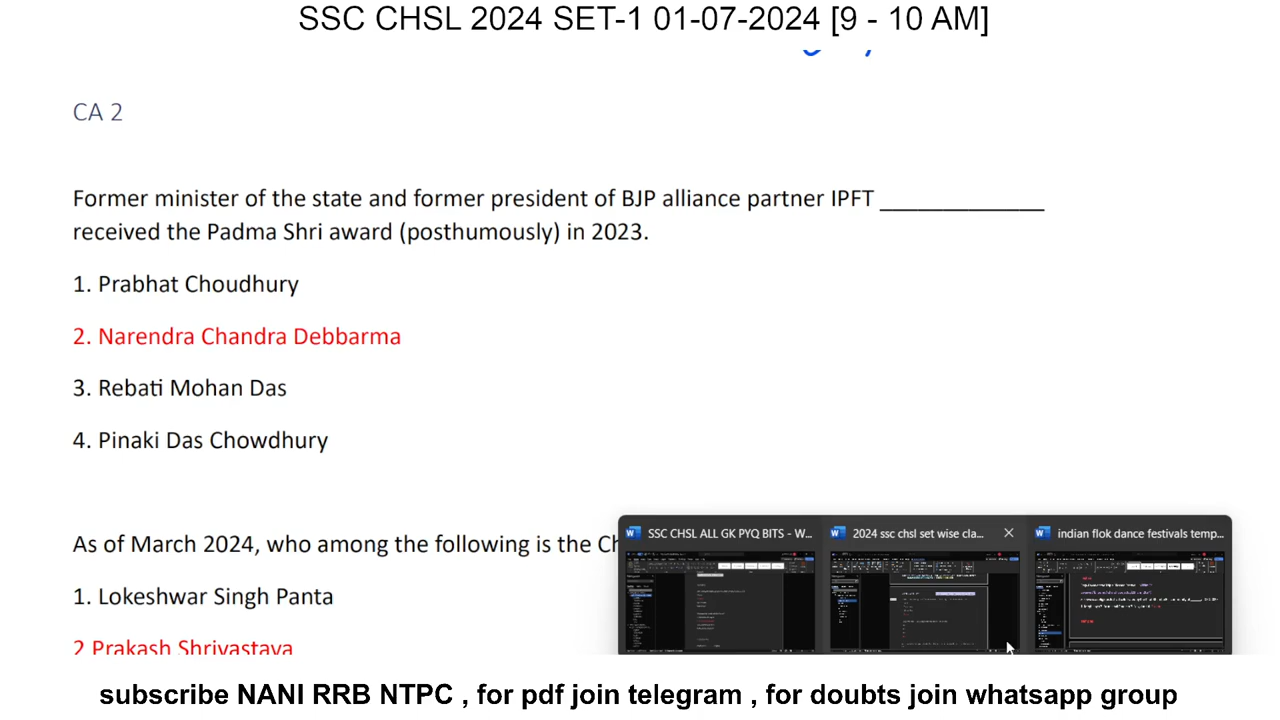 SSC CHSL 2024 SET-1 01-07-2024 [9 - 10 AM]
CA 2
Former minister of the state and former president of BJP alliance partner IPFT _____________
received the Padma Shri award (posthumously) in 2023.
1. Prabhat Choudhury
2. Narendra Chandra Debbarma
3. Rebati Mohan Das
4. Pinaki Das Chowdhury
As of March 2024, who among the following is the Ch
1. Lokeshwar Singh Panta
2 Prakash Shrivastava
SSC CHSL ALL GK PYQ BITS - W...
2024 ssc chsl set wise cla...
indian flok dance festivals temp...
subscribe NANI RRB NTPC , for pdf join telegram , for doubts join whatsapp group